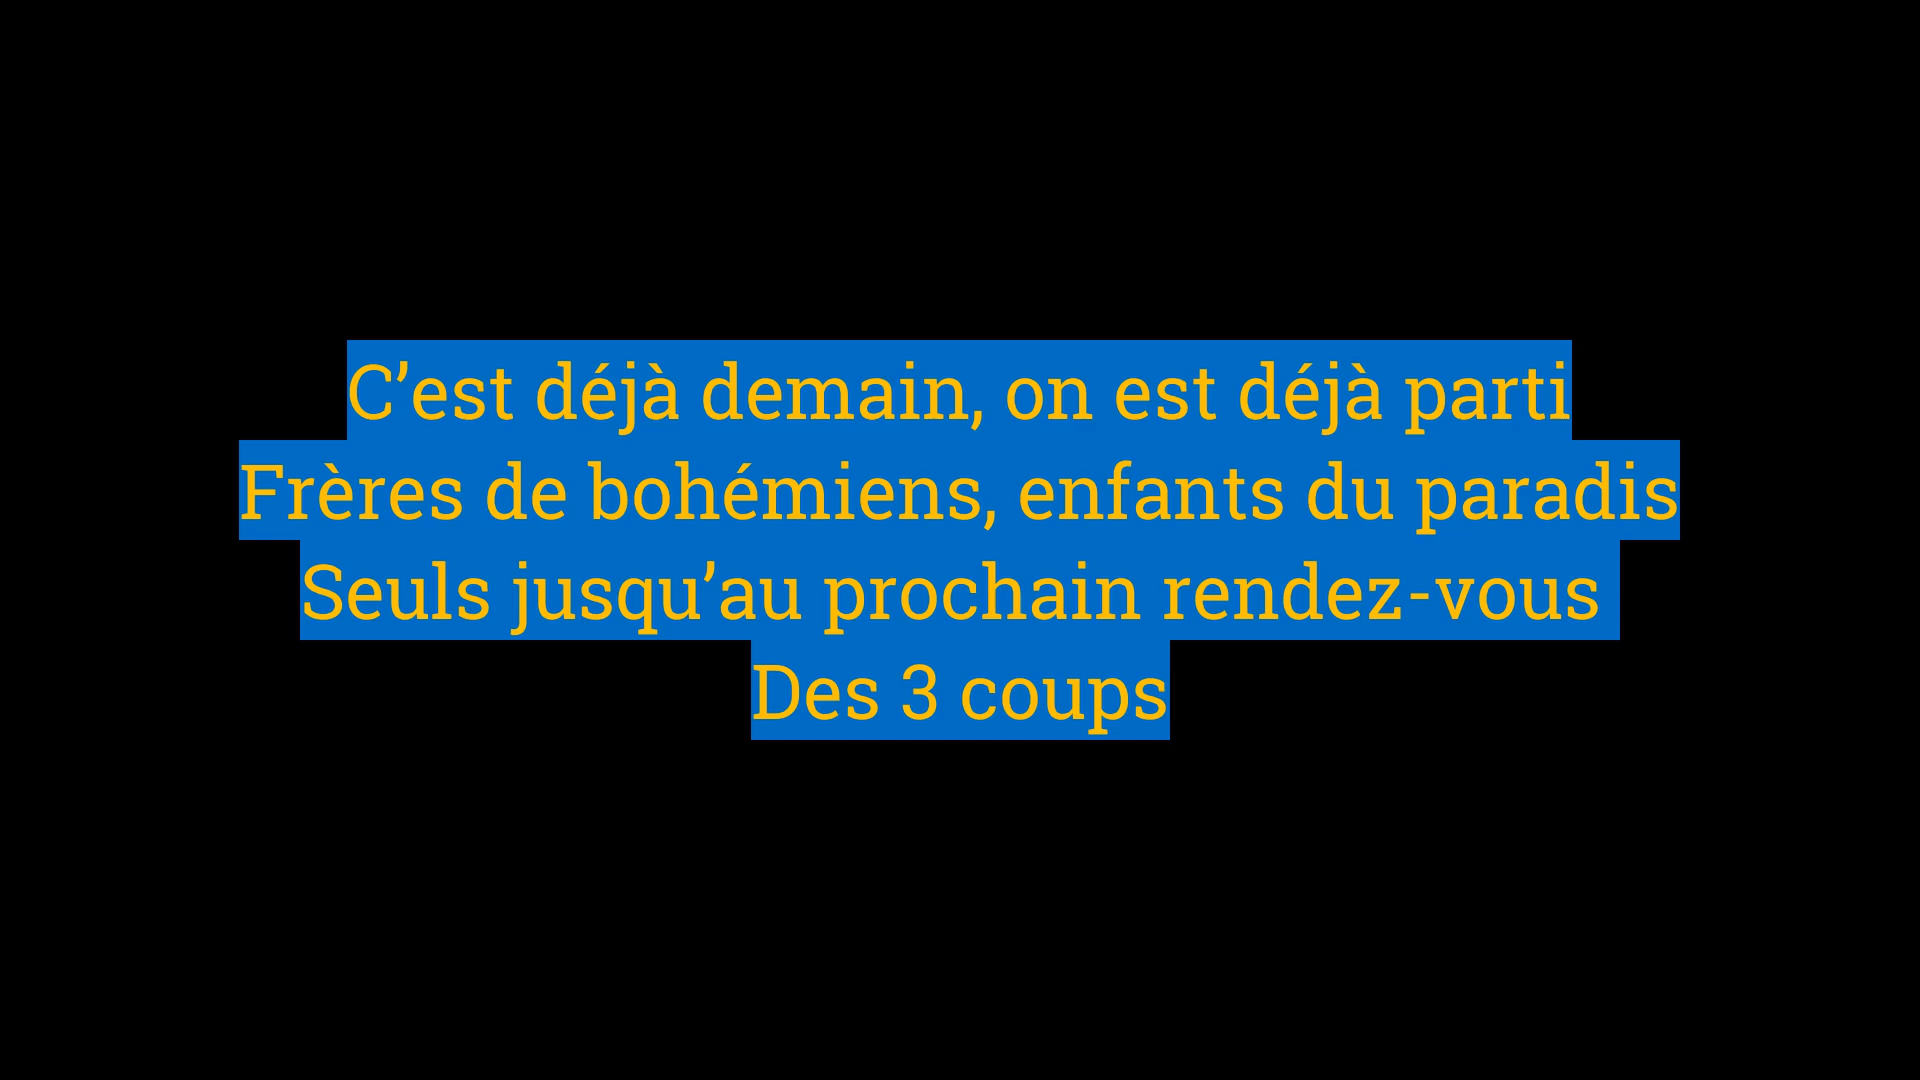 C’est déjà demain, on est déjà parti
Frères de bohémiens, enfants du paradis
Seuls jusqu’au prochain rendez-vous
Des 3 coups